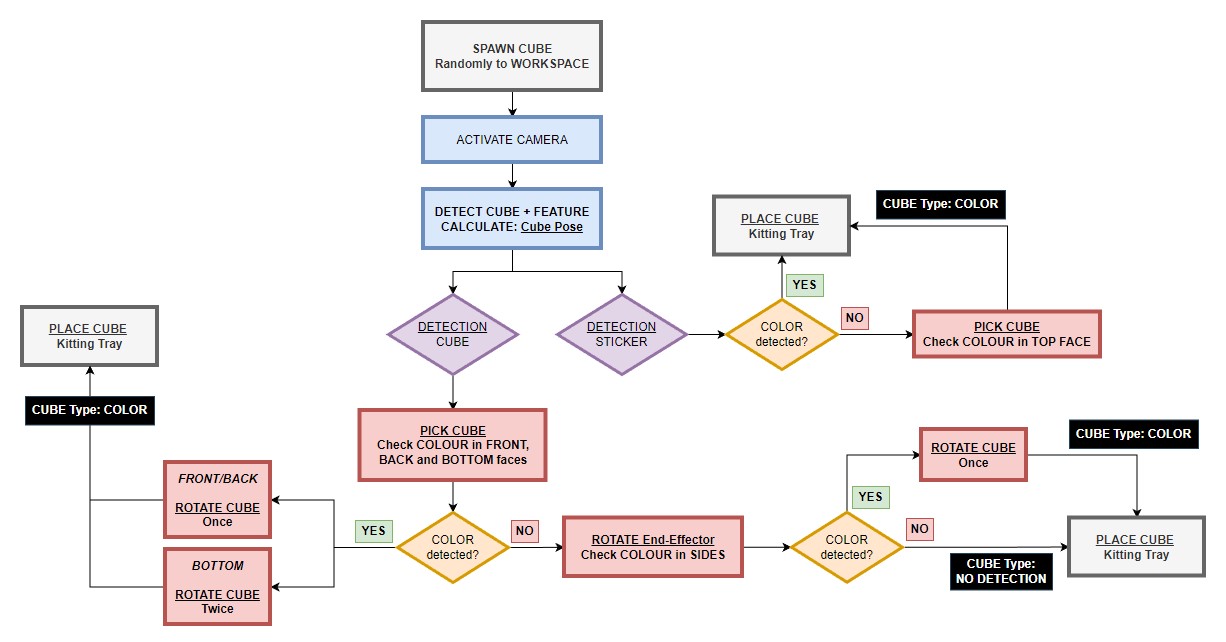 SPAWN CUBE
Randomly to WORKSPACE
ACTIVATE CAMERA
DETECT CUBE + FEATURE
CALCULATE: Cube Pose
DETECTION
CUBE
DETECTION
STICKER
COLOR
detected?
YES
NO
PLACE CUBE
Kitting Tray
CUBE Type: COLOR
PICK CUBE
Check COLOUR in TOP FACE
PLACE CUBE
Kitting Tray
CUBE Type: COLOR
PICK CUBE
Check COLOUR in FRONT,
BACK and BOTTOM faces
FRONT/BACK
ROTATE CUBE
Once
BOTTOM
ROTATE CUBE
Twice
YES
COLOR
detected?
NO
ROTATE End-Effector
Check COLOUR in SIDES
COLOR
detected?
YES
NO
ROTATE CUBE
Once
CUBE Type: COLOR
CUBE Type:
NO DETECTION
PLACE CUBE
Kitting Tray